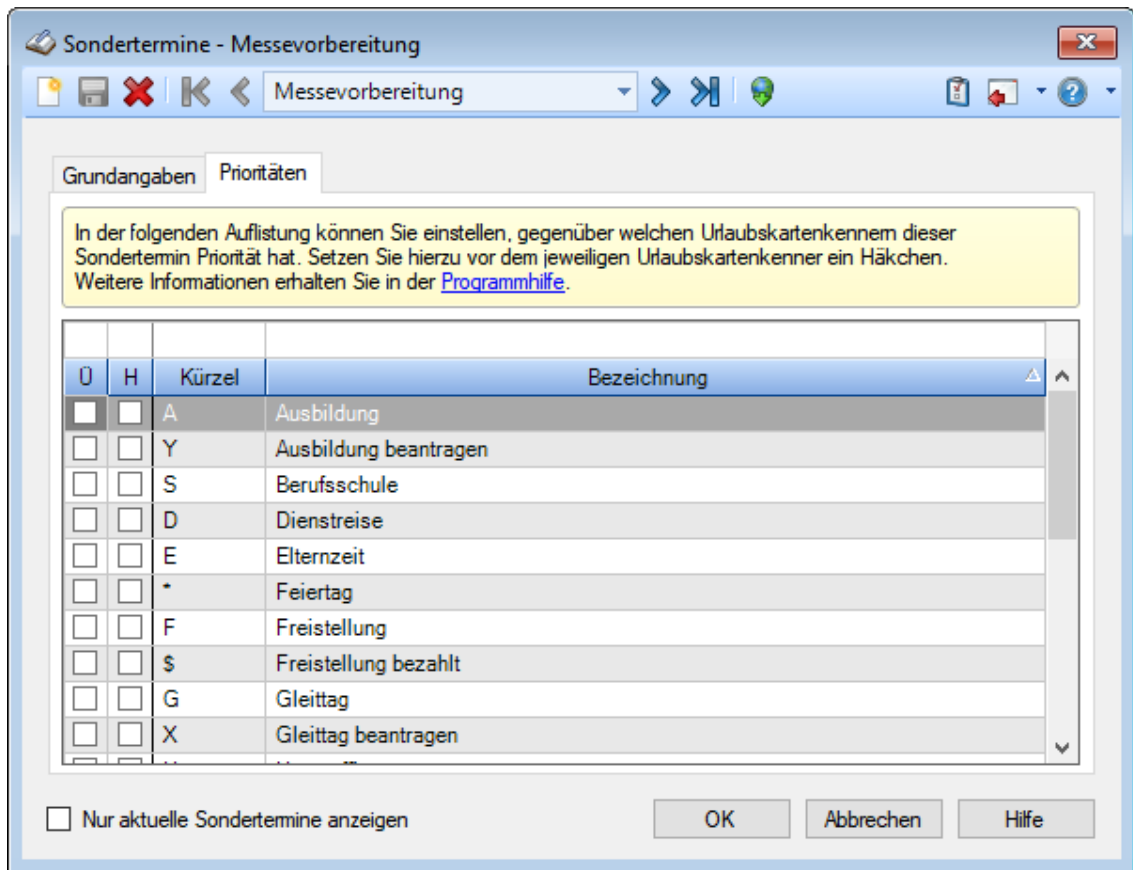 Sondertermine - Messevorbereitung
Messevorbereitung
Grundangaben Prioritäten
In der folgenden Auflistung können Sie einstellen, gegenüber welchen Urlaubskartenkennern dieser
Sondertermin Priorität hat. Setzen Sie hierzu vor dem jeweiligen Urlaubskartenkenner ein Häkchen.
Weitere Informationen erhalten Sie in der Programmhilfe.
Ü H Kürzel Bezeichnung
A Ausbildung
Y Ausbildung beantragen
S Berufsschule
D Dienstreise
E Elternzeit
* Feiertag
F Freistellung
$ Freistellung bezahlt
G Gleittag
X Gleittag beantragen
Nur aktuelle Sondertermine anzeigen OK Abbrechen Hilfe